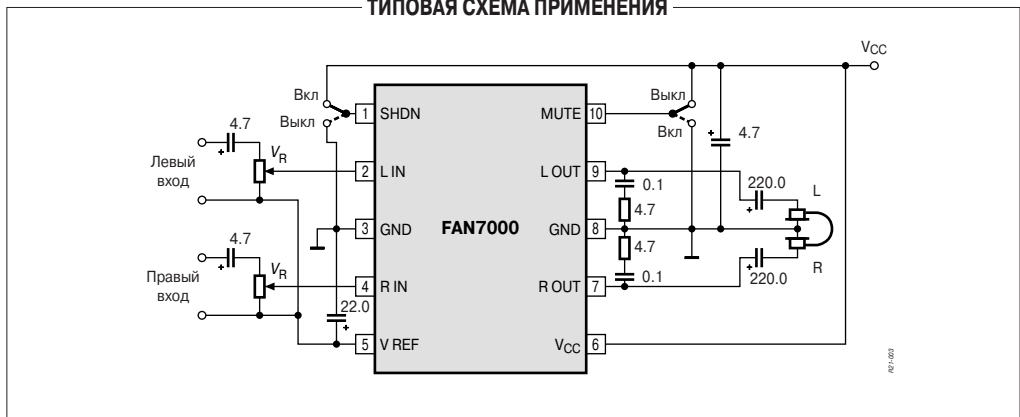 ТИПОВАЯ СХЕМА ПРИМЕНЕНИЯ
VCC
Вкл
Выкл
1 SHDN
MUTE 10
Выкл
Вкл
4.7
4.7
Левый
вход
VR
2 L IN
L OUT 9
0.1
220.0
L
4.7
3 GND
FAN7000
GND 8
4.7
4.7
Правый
вход
VR
4 R IN
R OUT 7
0.1
220.0
R
22.0
5 V REF
VCC 6
R21-003